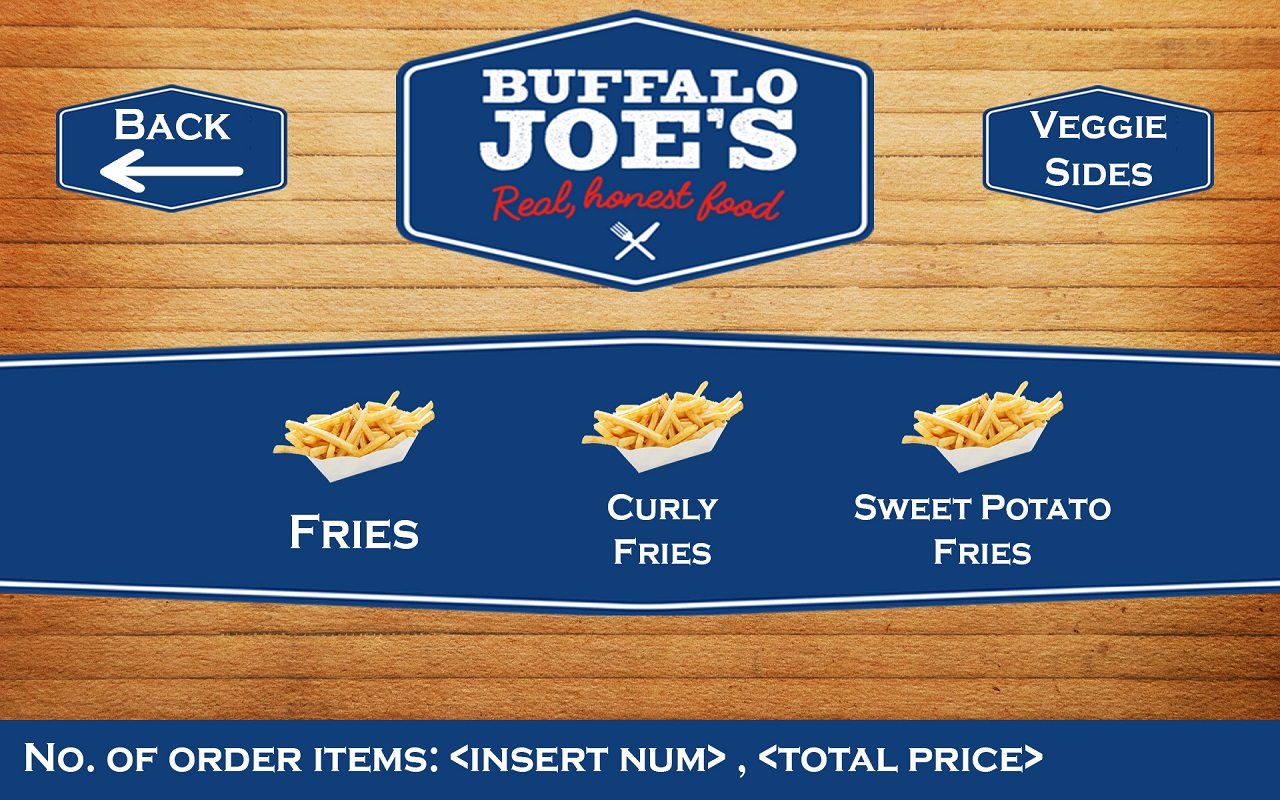 BUFFALO
JOE'S
Real, honest food
BACK
VEGGIE
SIDES
FRIES
CURLY
FRIES
SWEET POTATO
FRIES
NO. OF ORDER ITEMS: <INSERT NUM> , <TOTAL PRICE>